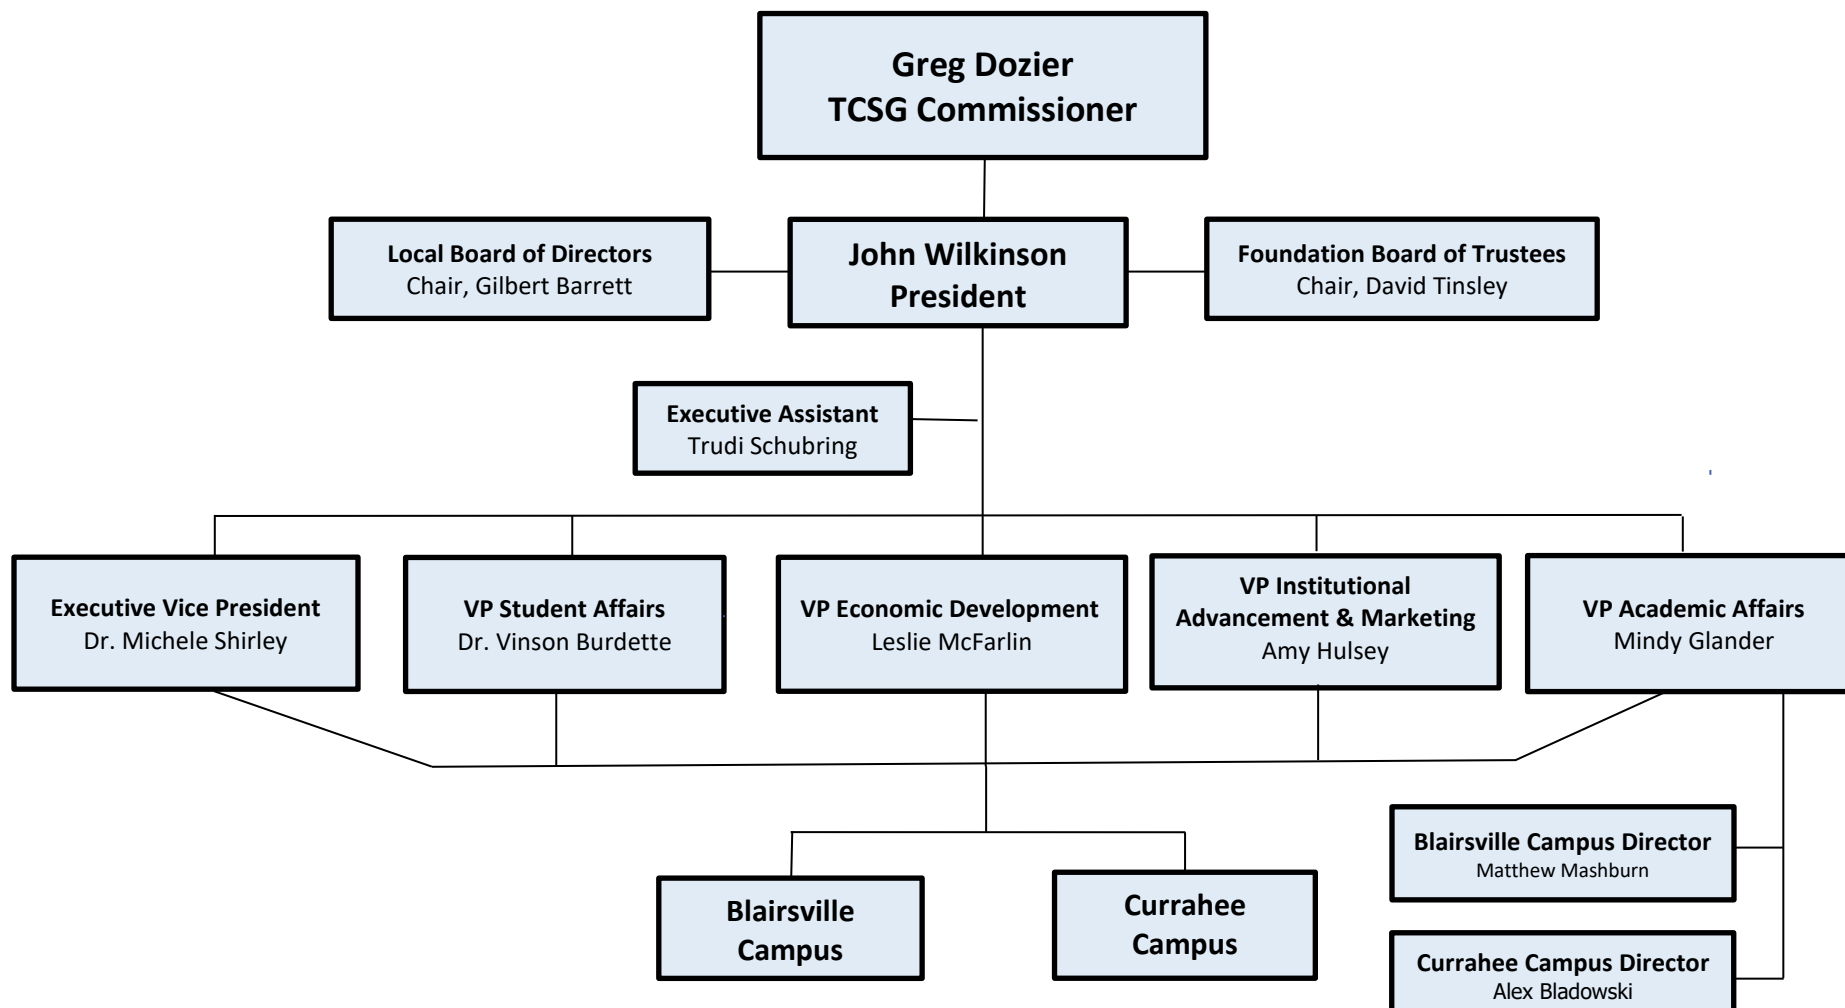 Greg Dozier
TCSG Commissioner
Local Board of Directors
Chair, Gilbert Barrett
John Wilkinson
President
Foundation Board of Trustees
Chair, David Tinsley
Executive Assistant
Trudi Schubring
Executive Vice President
Dr. Michele Shirley
VP Student Affairs
Dr. Vinson Burdette
VP Economic Development
Leslie McFarlin
VP Institutional
Advancement & Marketing
Amy Hulsey
VP Academic Affairs
Mindy Glander
Blairsville
Campus
Currahee
Campus
Blairsville Campus Director
Matthew Mashburn
Currahee Campus Director
Alex Bladowski